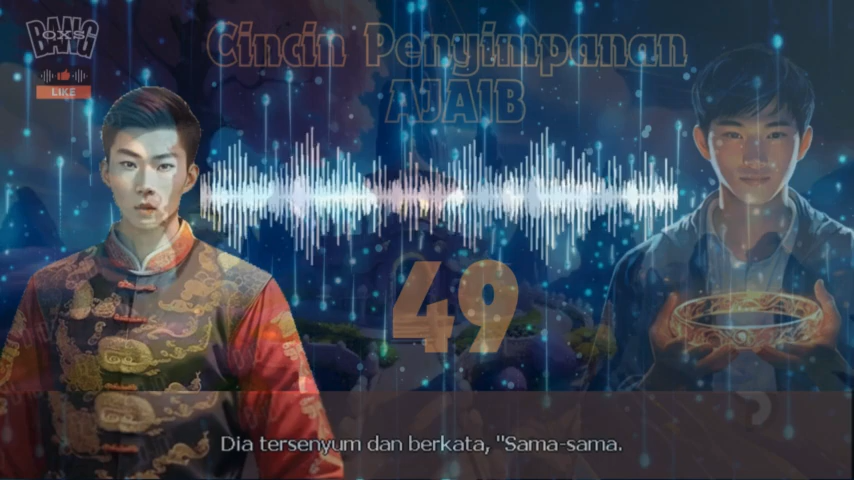 BANG
OXS
LIKE
Cincin Penyimpanan
AJAIB
49
Dia tersenyum dan berkata, "Sama-sama.